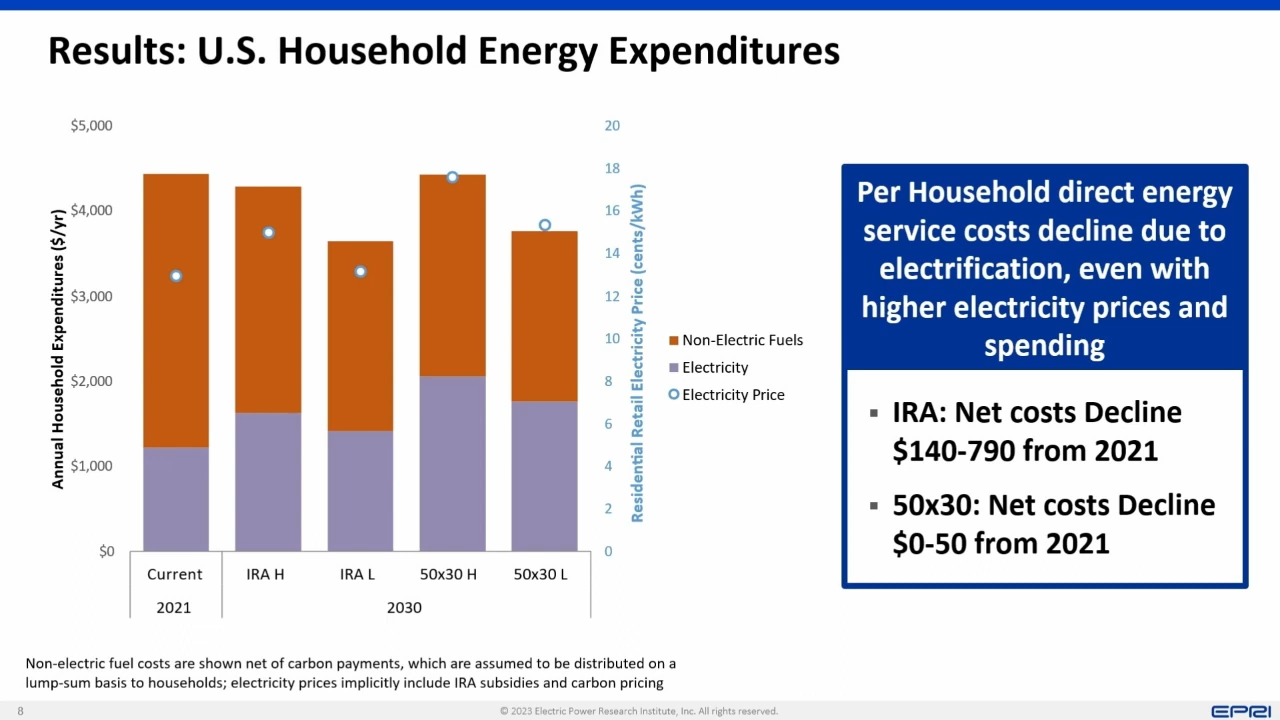 Results: U.S. Household Energy Expenditures
$5,000
$4,000
$3,000
$2,000
$1,000
$0
Annual Household Expenditures ($/yr)
20
18
16
14
12
10
8
6
4
2
0
Residential Retail Electricity Price (cents/kWh)
Non-Electric Fuels
Electricity
Electricity Price
Current
IRA H
IRA L
50x30 H
50x30 L
2021
2030
Per Household direct energy
service costs decline due to
electrification, even with
higher electricity prices and
spending
▪ IRA: Net costs Decline
$140-790 from 2021
▪ 50x30: Net costs Decline
$0-50 from 2021
Non-electric fuel costs are shown net of carbon payments, which are assumed to be distributed on a
lump-sum basis to households; electricity prices implicitly include IRA subsidies and carbon pricing
8
© 2023 Electric Power Research Institute, Inc. All rights reserved.
EPRI